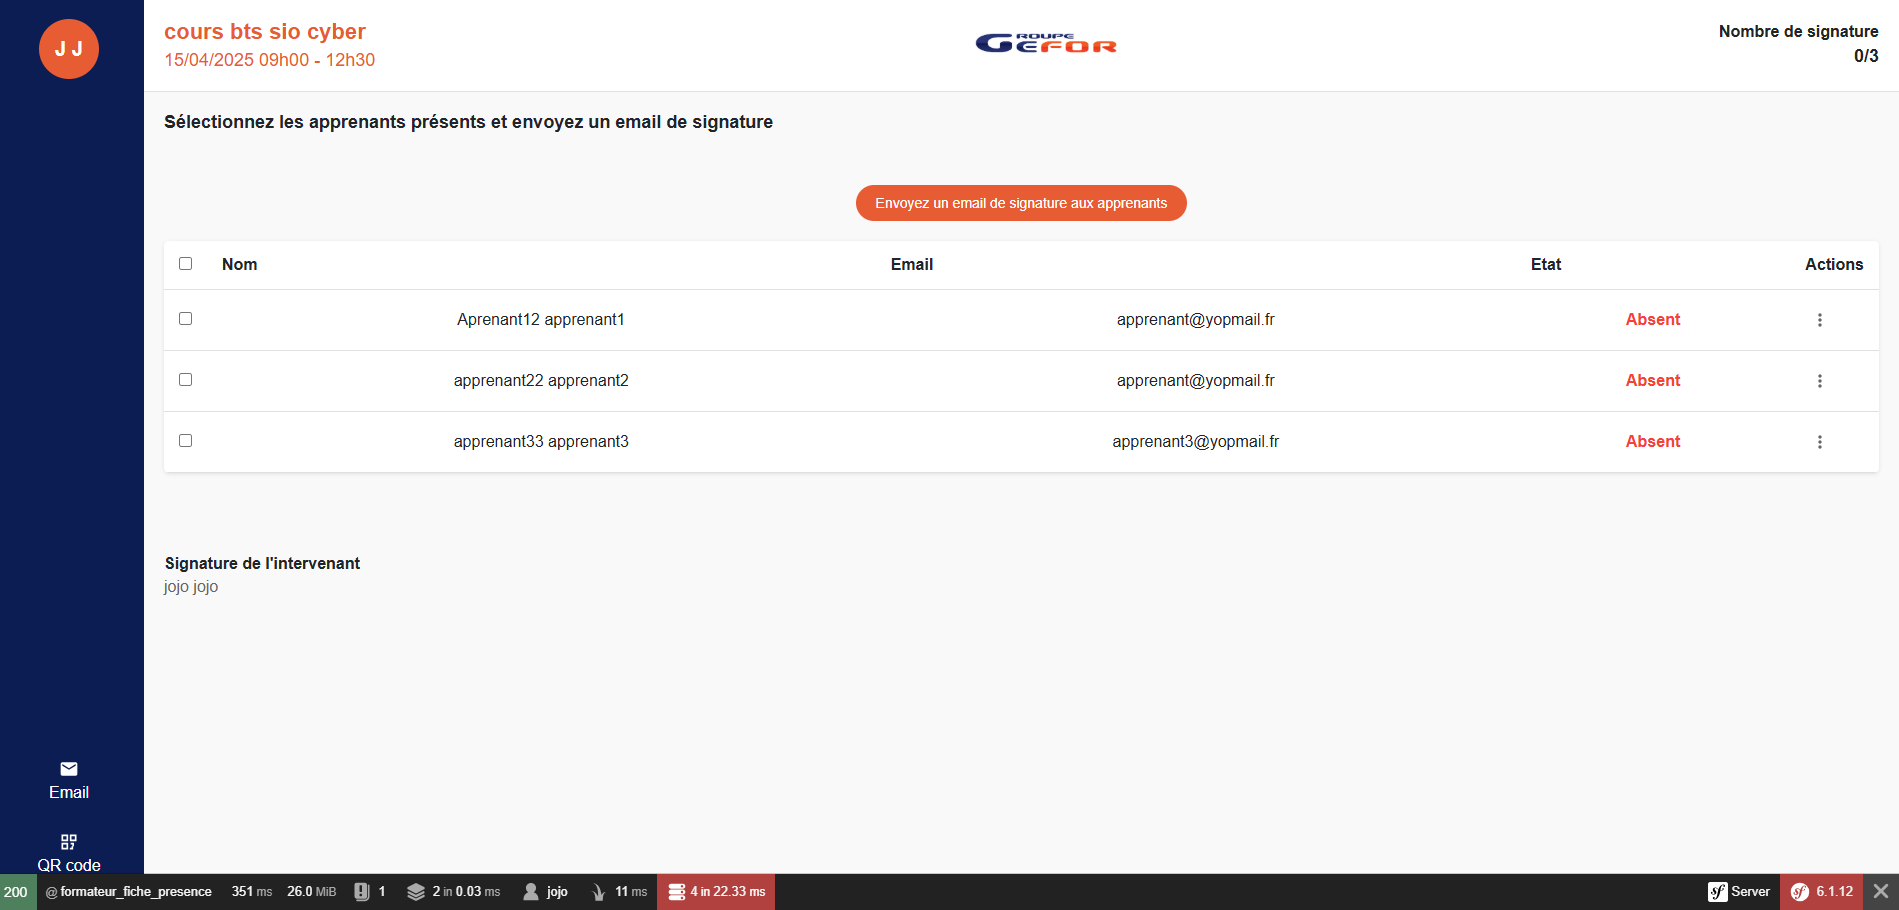 J J
cours bts sio cyber
15/04/2025 09h00 - 12h30
GROUPE
GEFOR
Nombre de signature
0/3
Sélectionnez les apprenants présents et envoyez un email de signature
Envoyez un email de signature aux apprenants
Nom Email Etat Actions
Aprenant12 apprenant1 apprenant@yopmail.fr Absent
apprenant22 apprenant2 apprenant@yopmail.fr Absent
apprenant33 apprenant3 apprenant3@yopmail.fr Absent
Signature de l'intervenant
jojo jojo
Email
QR code
200 @ formateur_fiche_presence 351 ms 26.0 MiB 1 2 in 0.03 ms jojo 11 ms 4 in 22.33 ms sf Server sf 6.1.12